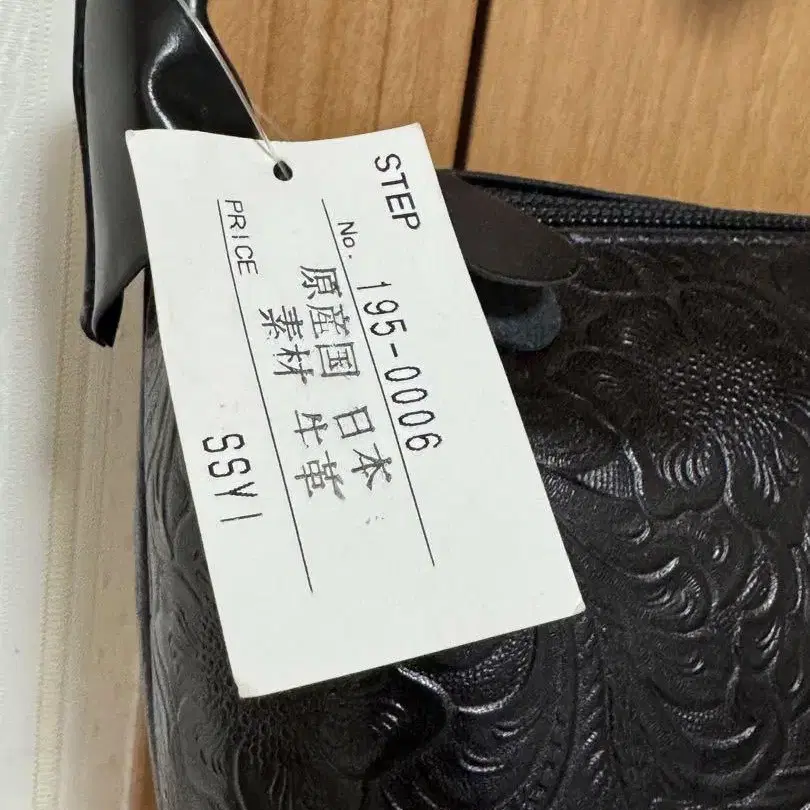 STEP
No. 195-0006
原産国 日本
素材 牛革
PRICE
SSYI